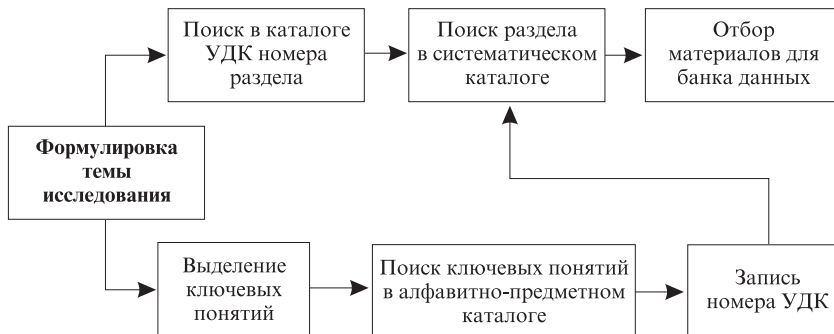 Поиск в каталоге
УДК номера
раздела
Поиск раздела
в систематическом
каталоге
Отбор
материалов для
банка данных
Формулировка
темы
исследования
Выделение
ключевых
понятий
Поиск ключевых понятий
в алфавитно-предметном
каталоге
Запись
номера УДК